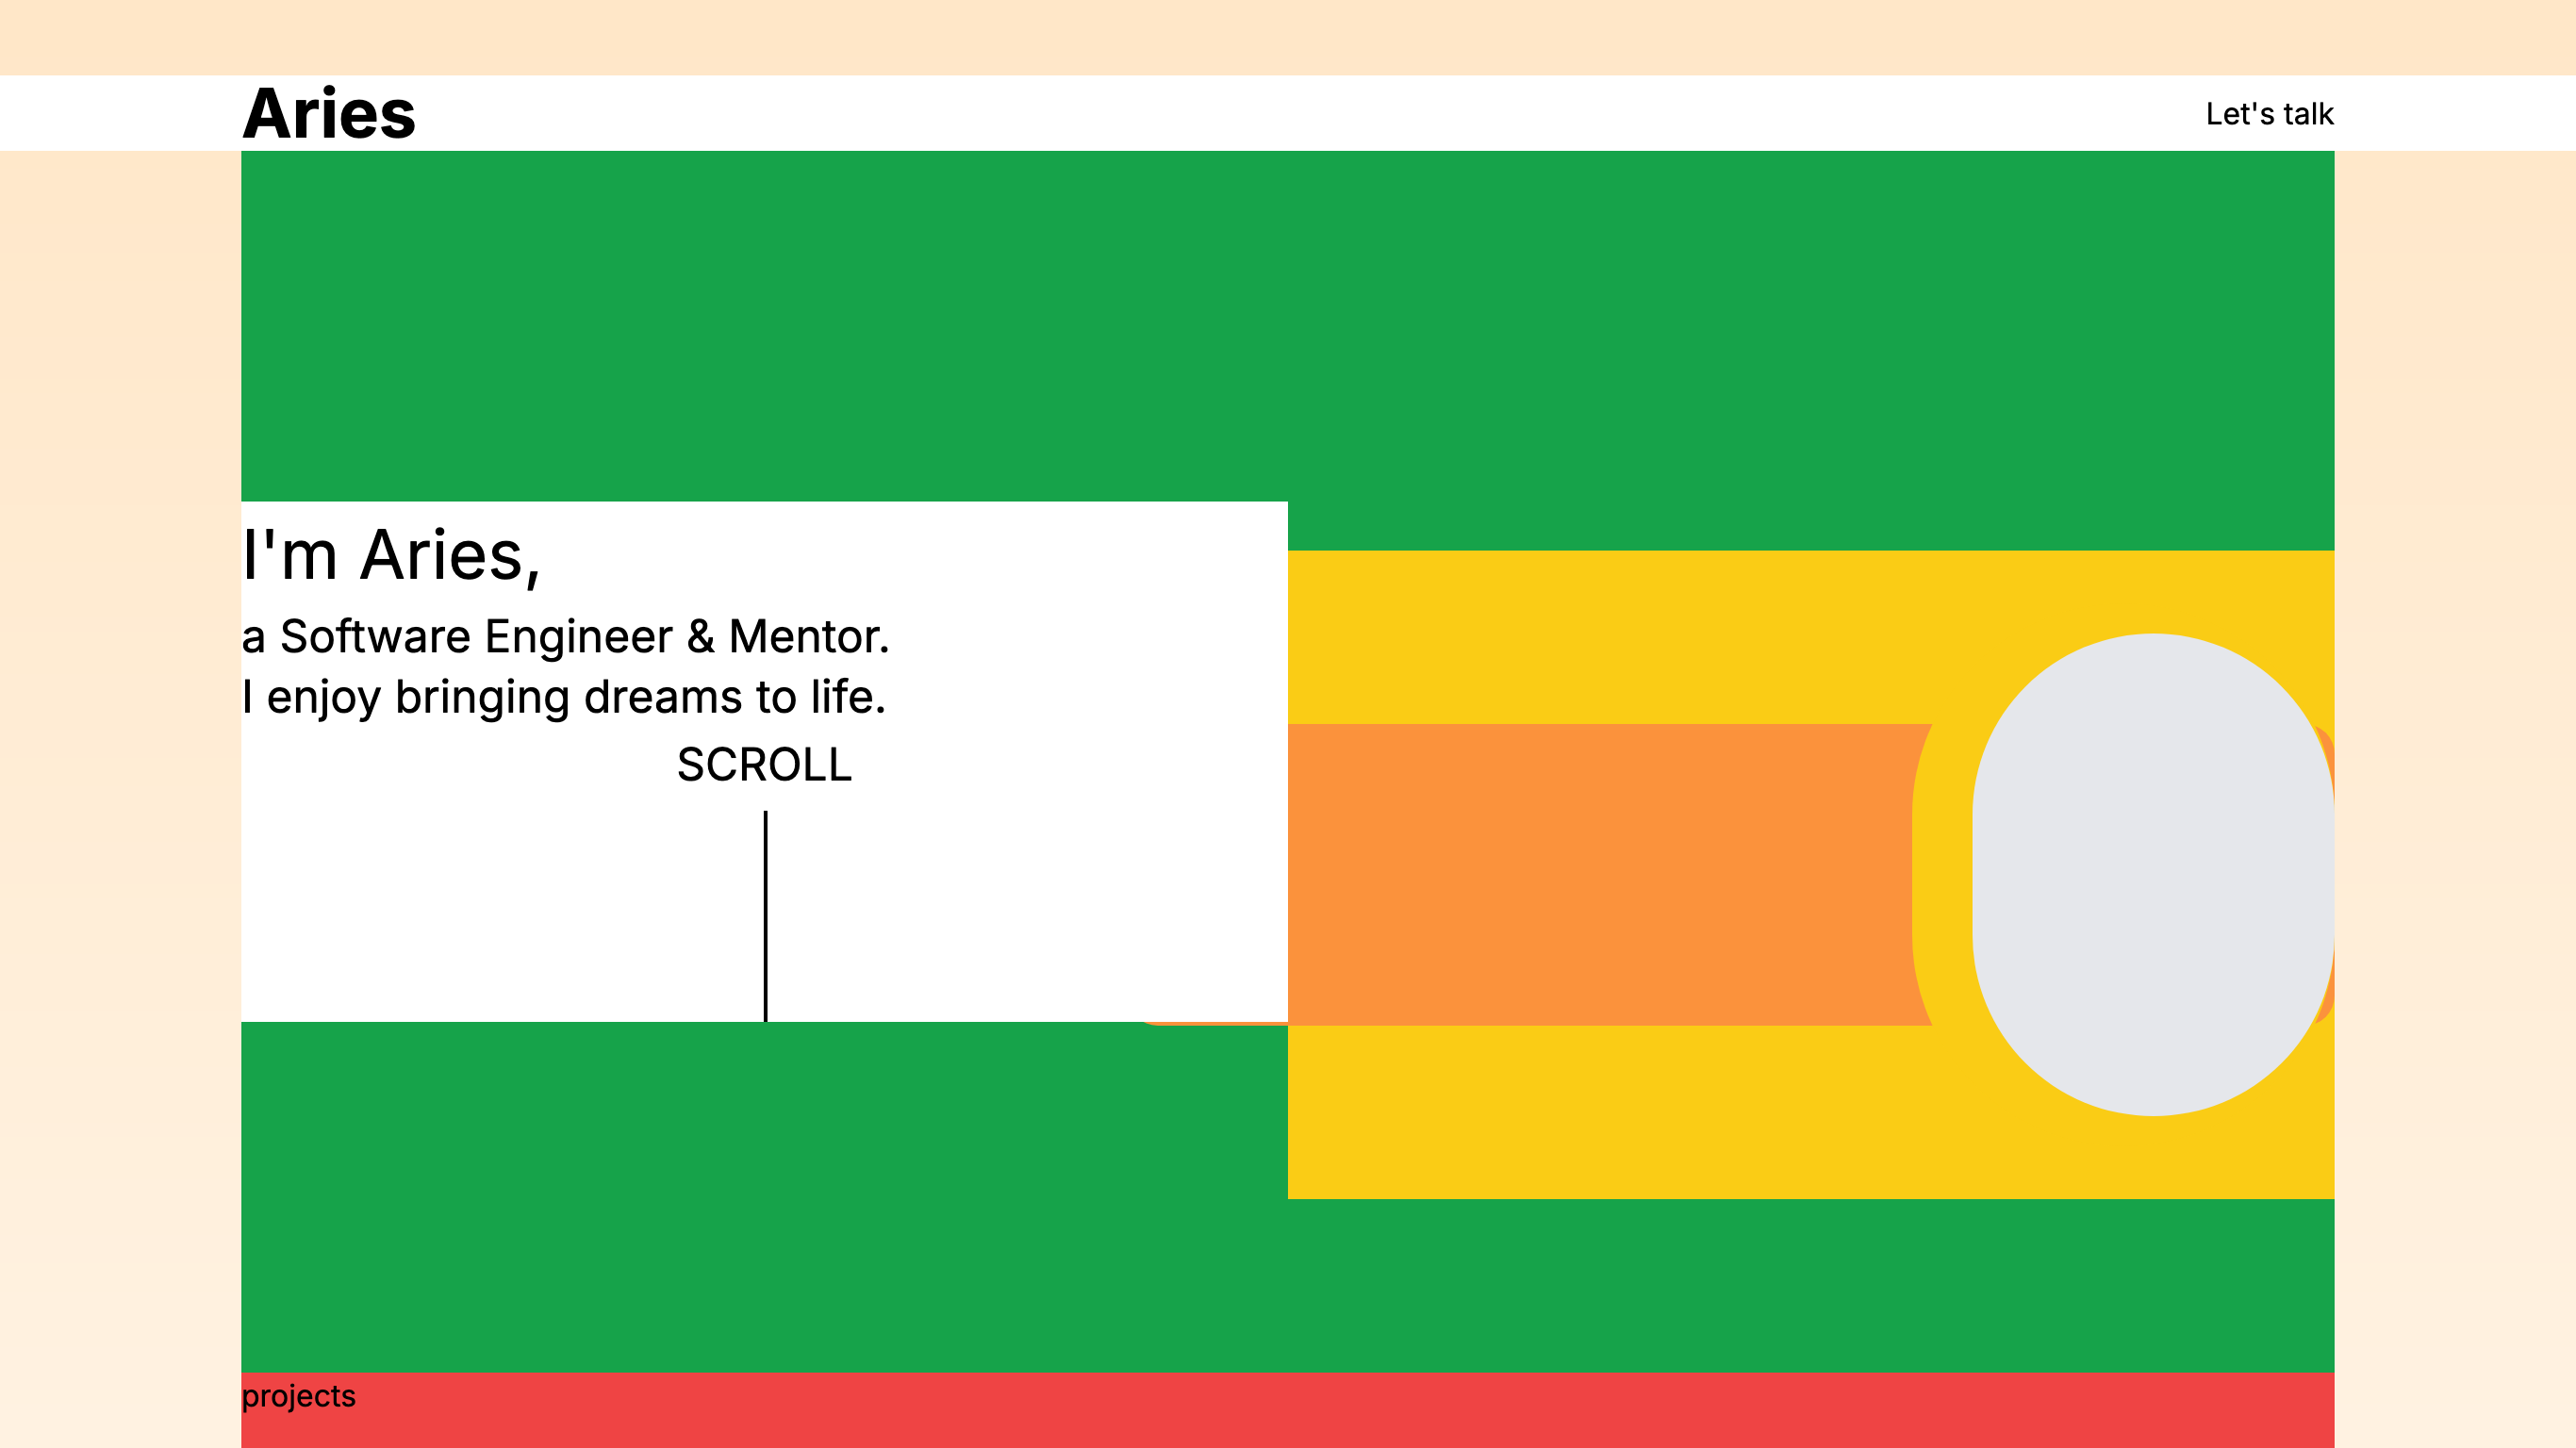 Aries
Let's talk
I'm Aries,
a Software Engineer & Mentor.
I enjoy bringing dreams to life.
SCROLL
projects